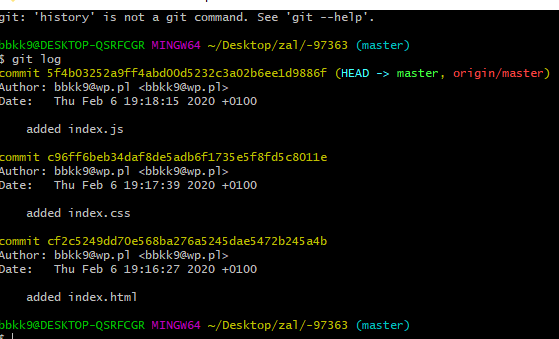 git: 'history' is not a git command. See 'git --help'.
bbkk9@DESKTOP-QSRFCGR MINGW64 ~/Desktop/zal/-97363 (master)
$ git log
commit 5f4b03252a9ff4abd00d5232c3a02b6ee1d9886f (HEAD -> master, origin/master)
Author: bbkk9@wp.pl <bbkk9@wp.pl>
Date:   Thu Feb 6 19:18:15 2020 +0100
    added index.js
commit c96ff6beb34daf8de5adb6f1735e5f8fd5c8011e
Author: bbkk9@wp.pl <bbkk9@wp.pl>
Date:   Thu Feb 6 19:17:39 2020 +0100
    added index.css
commit cf2c5249dd70e568ba276a5245dae5472b245a4b
Author: bbkk9@wp.pl <bbkk9@wp.pl>
Date:   Thu Feb 6 19:16:27 2020 +0100
    added index.html
bbkk9@DESKTOP-QSRFCGR MINGW64 ~/Desktop/zal/-97363 (master)
$